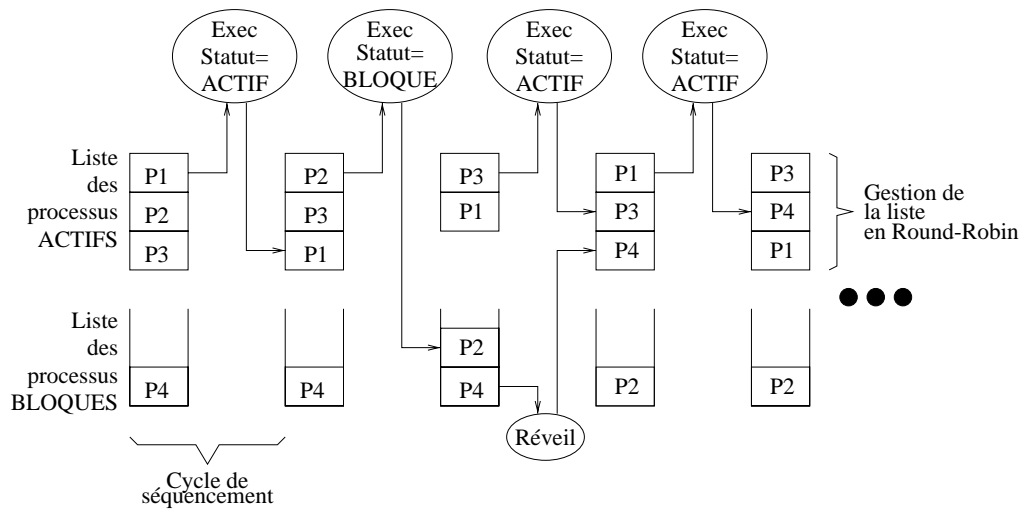 Exec
Statut=
ACTIF
Exec
Statut=
BLOQUE
Exec
Statut=
ACTIF
Exec
Statut=
ACTIF
Liste
des
processus
ACTIFS
P1
P2
P3
P2
P3
P1
P3
P1
P1
P3
P4
P3
P4
P1
Gestion de
la liste
en Round-Robin
Liste
des
processus
BLOQUES
P4
P4
P2
P4
P2
P2
Réveil
Cycle de
séquencement